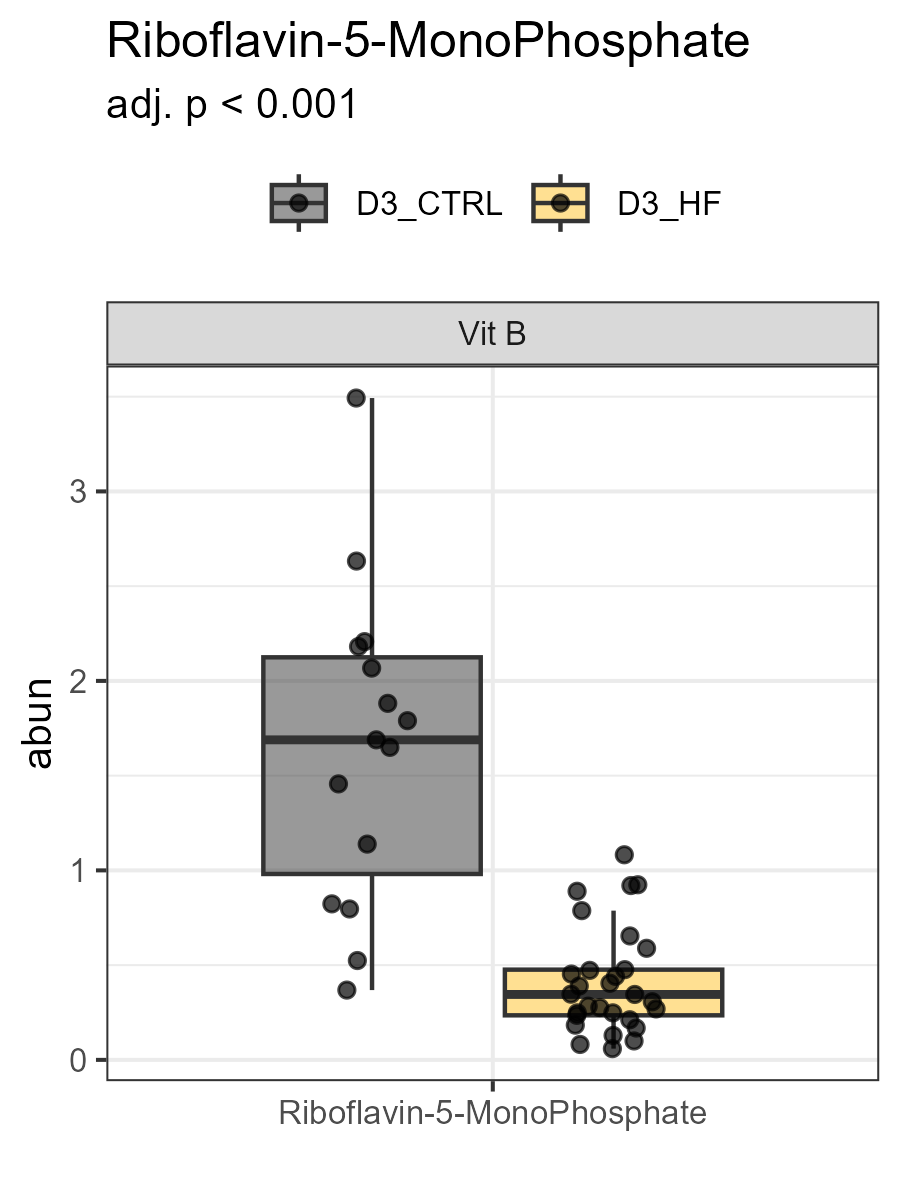 Riboflavin-5-MonoPhosphate
adj. p < 0.001
D3_CTRL D3_HF
Vit B
3
2
1
0
abun
Riboflavin-5-MonoPhosphate